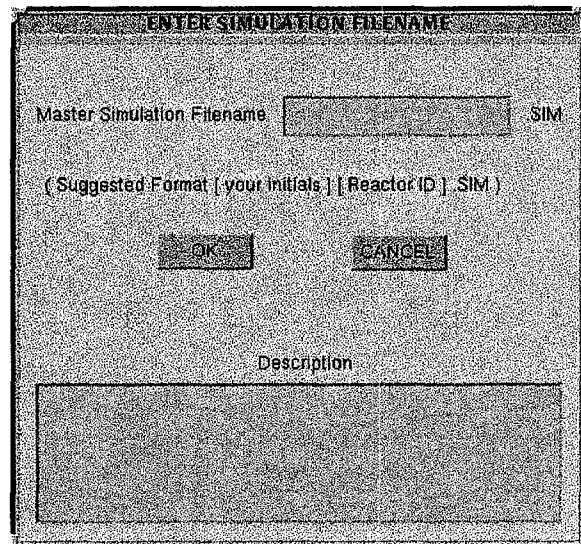 ENTER SIMULATION FILENAME
Master Simulation Filename .SIM
( Suggested Format [ your initials ] [ Reactor ID ] .SIM )
OK CANCEL
Description